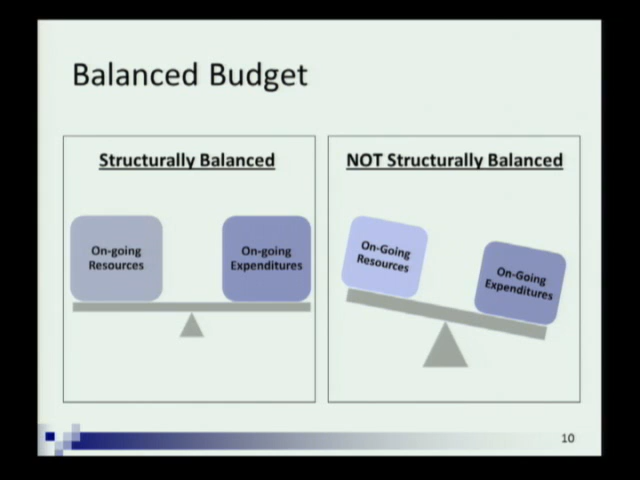 Balanced Budget
Structurally Balanced
On-going
Resources
On-going
Expenditures
NOT Structurally Balanced
On-Going
Resources
On-Going
Expenditures
10